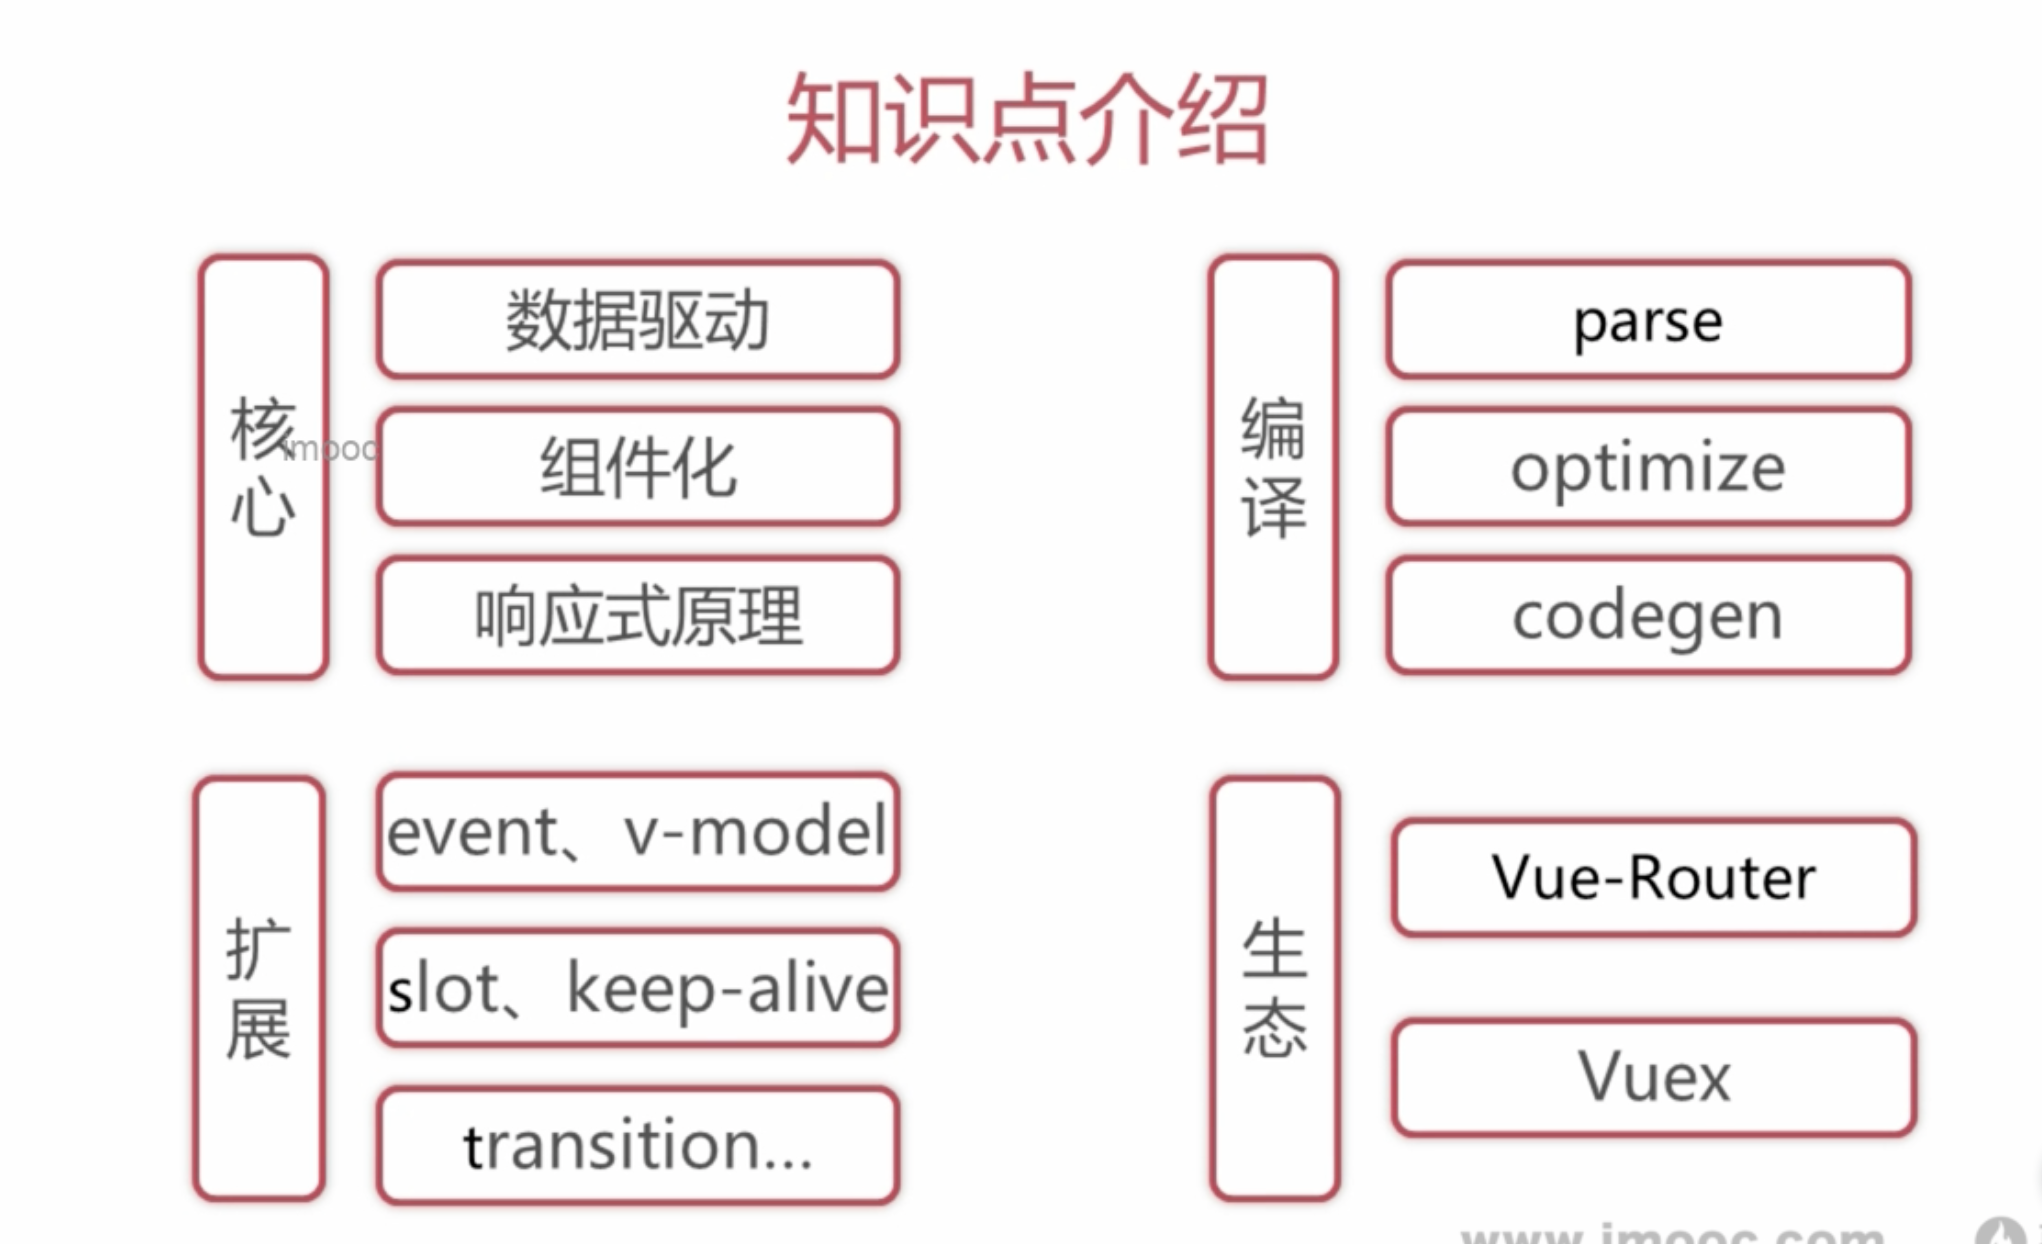 知识点介绍
核心
imooc
数据驱动
组件化
响应式原理
编译
parse
optimize
codegen
扩展
event、v-model
slot、keep-alive
transition...
生态
Vue-Router
Vuex
www.imooc.com